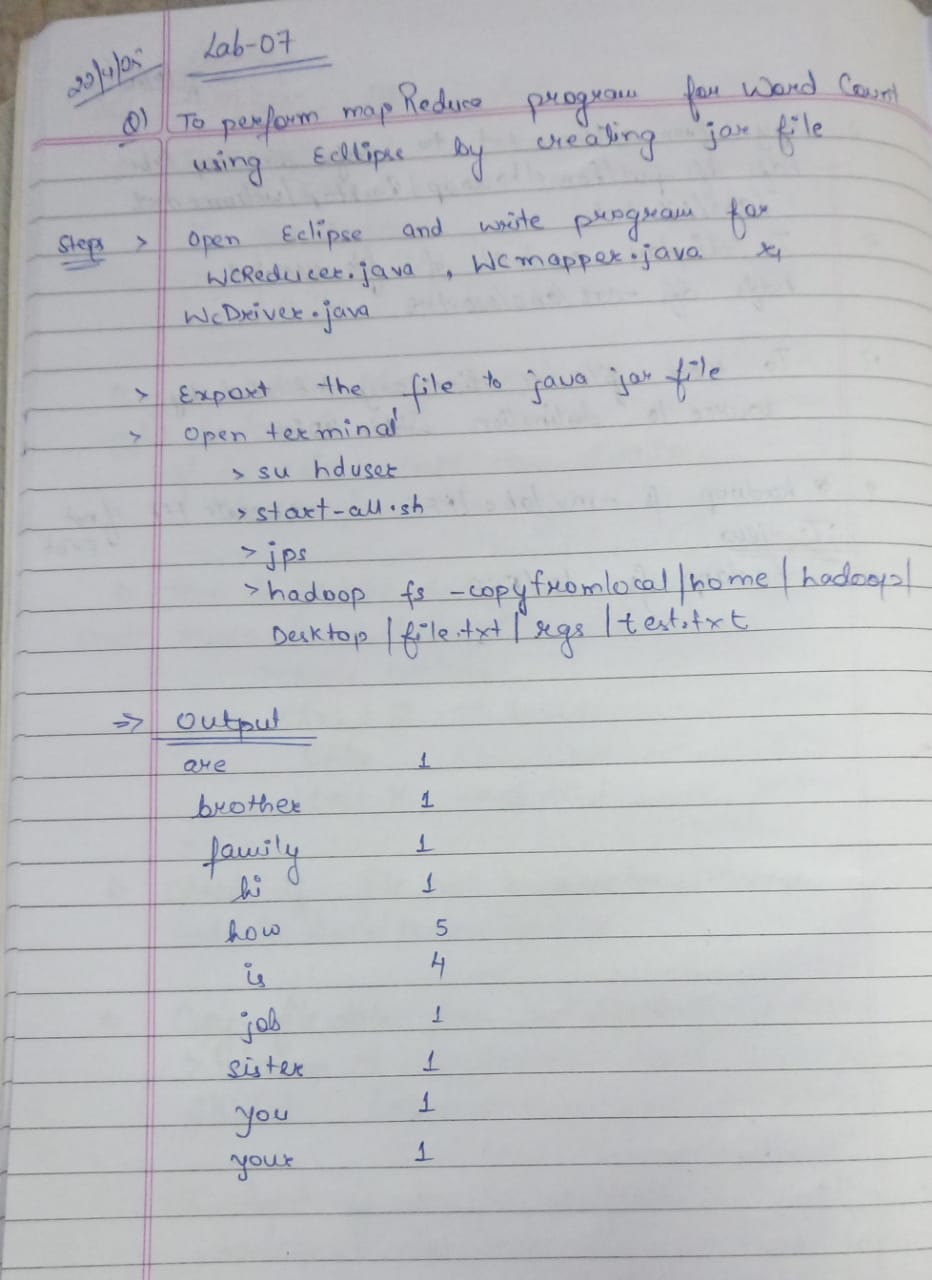 22/4/05
Lab-07
Q) To perform map Reduce program for Word Count
using Ecllipse by creating jar file
Steps > Open Eclipse and write program for
WCReducer.java , WCmapper.java &
WcDriver.java
> Export the file to java jar file
> Open terminal
> su hduser
> start-all.sh
> jps
> hadoop fs -copyfromlocal/home/hadoop/
Desktop/file.txt/rgs/test.txt
⇒ Output
are 1
brother 1
family 1
hi 1
how 5
is 4
job 1
sister 1
you 1
your 1